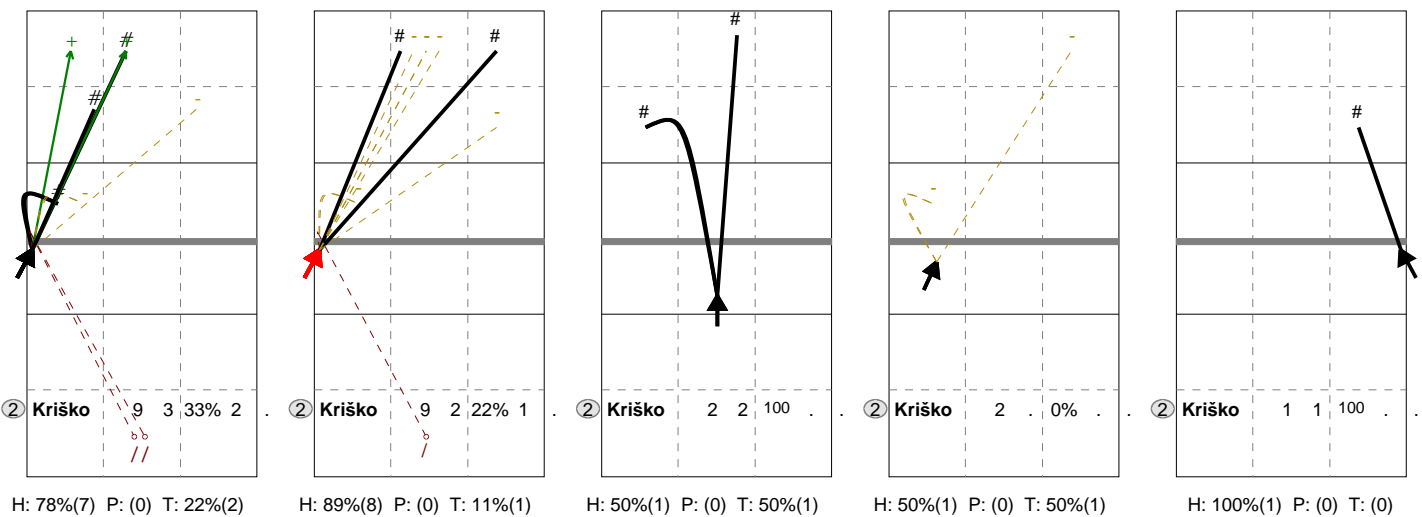 + # # - # -
# - - - # - -
# #
- -
#
/ /
/
2 Kriško 9 3 33% 2 .
2 Kriško 9 2 22% 1 .
2 Kriško 2 2 100 . .
2 Kriško 2 . 0% . .
2 Kriško 1 1 100 . .
H: 78%(7) P: (0) T: 22%(2)
H: 89%(8) P: (0) T: 11%(1)
H: 50%(1) P: (0) T: 50%(1)
H: 50%(1) P: (0) T: 50%(1)
H: 100%(1) P: (0) T: (0)